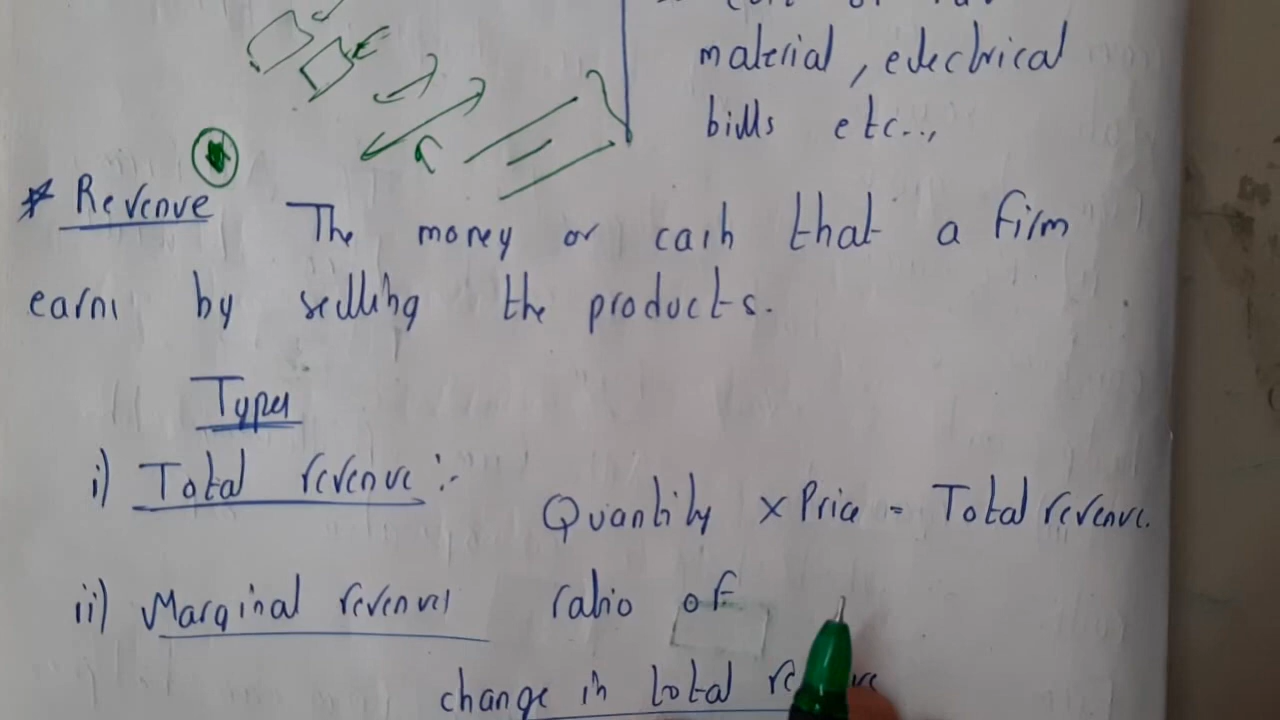 material, electrical
bills etc..,
* Revenue The money or cash that a firm
earns by selling the products.
Types
i) Total revenue :-
Quantity x Price = Total revenue.
ii) Marginal revenues ratio of
change in total